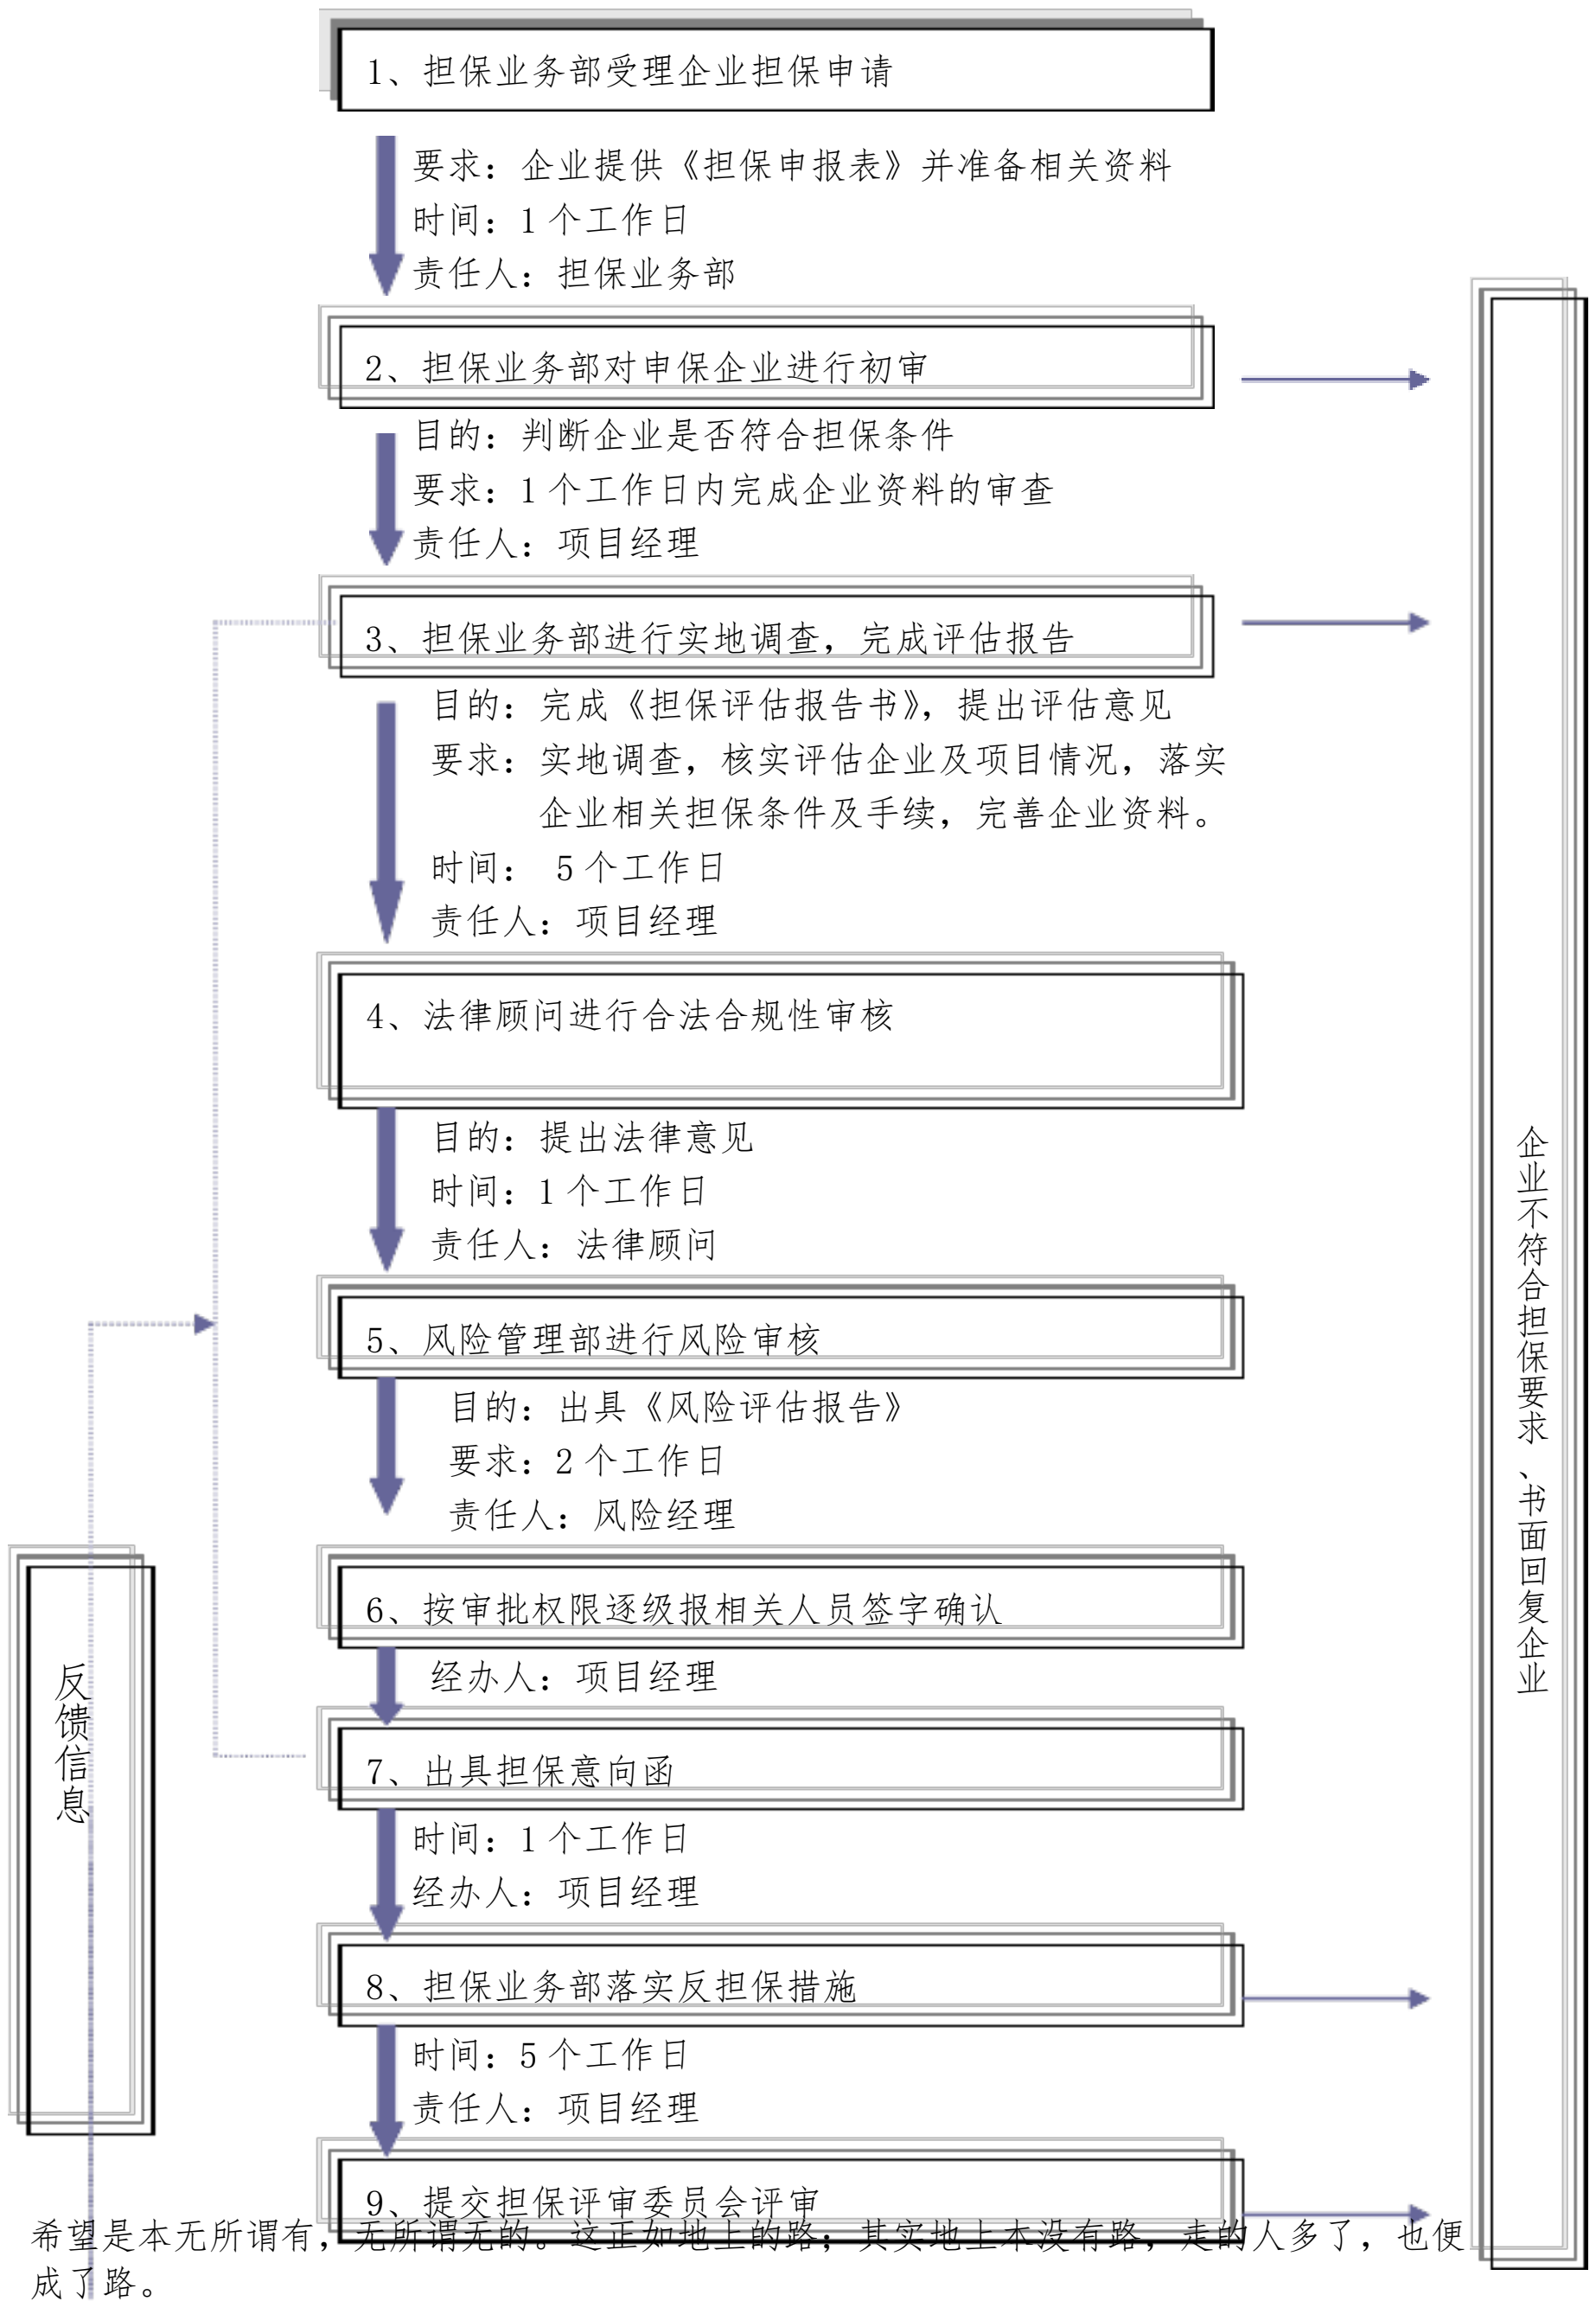 1、担保业务部受理企业担保申请
要求：企业提供《担保申报表》并准备相关资料
时间：1个工作日
责任人：担保业务部
2、担保业务部对申保企业进行初审
目的：判断企业是否符合担保条件
要求：1个工作日内完成企业资料的审查
责任人：项目经理
3、担保业务部进行实地调查，完成评估报告
目的：完成《担保评估报告书》，提出评估意见
要求：实地调查，核实评估企业及项目情况，落实
企业相关担保条件及手续，完善企业资料。
时间： 5个工作日
责任人：项目经理
4、法律顾问进行合法合规性审核
目的：提出法律意见
时间：1个工作日
责任人：法律顾问
5、风险管理部进行风险审核
目的：出具《风险评估报告》
要求：2个工作日
责任人：风险经理
6、按审批权限逐级报相关人员签字确认
经办人：项目经理
7、出具担保意向函
时间：1个工作日
经办人：项目经理
8、担保业务部落实反担保措施
时间：5个工作日
责任人：项目经理
9、提交担保评审委员会评审
反馈信息
企业不符合担保要求、书面回复企业
希望是本无所谓有，无所谓无的。这正如地上的路；其实地上本没有路，走的人多了，也便
成了路。